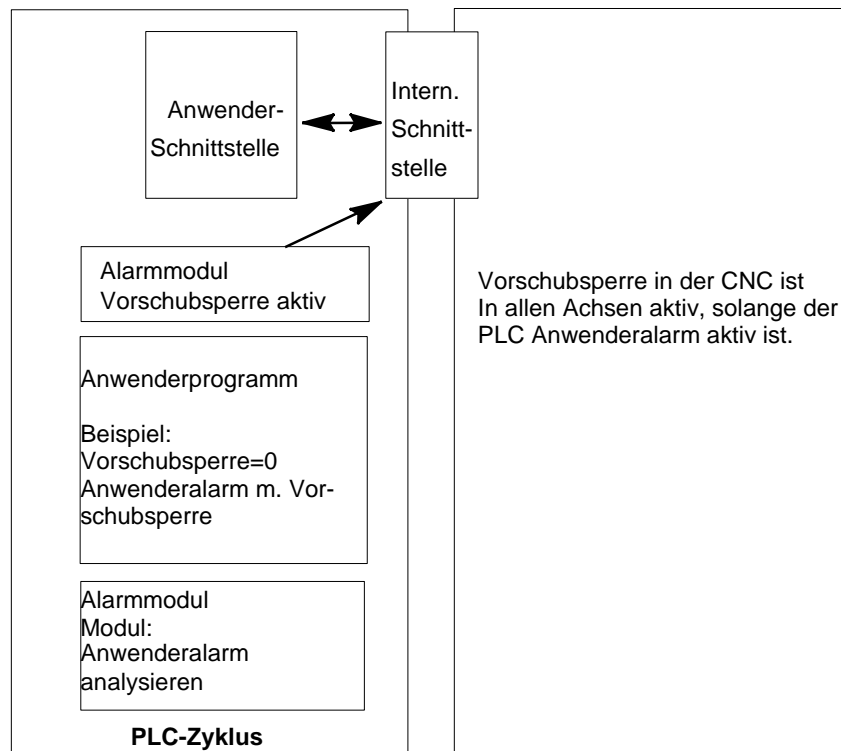 Anwender-
Schnittstelle
Intern.
Schnitt-
stelle
Alarmmodul
Vorschubsperre aktiv
Vorschubsperre in der CNC ist
In allen Achsen aktiv, solange der
PLC Anwenderalarm aktiv ist.
Anwenderprogramm
Beispiel:
Vorschubsperre=0
Anwenderalarm m. Vor-
schubsperre
Alarmmodul
Modul:
Anwenderalarm
analysieren
PLC-Zyklus